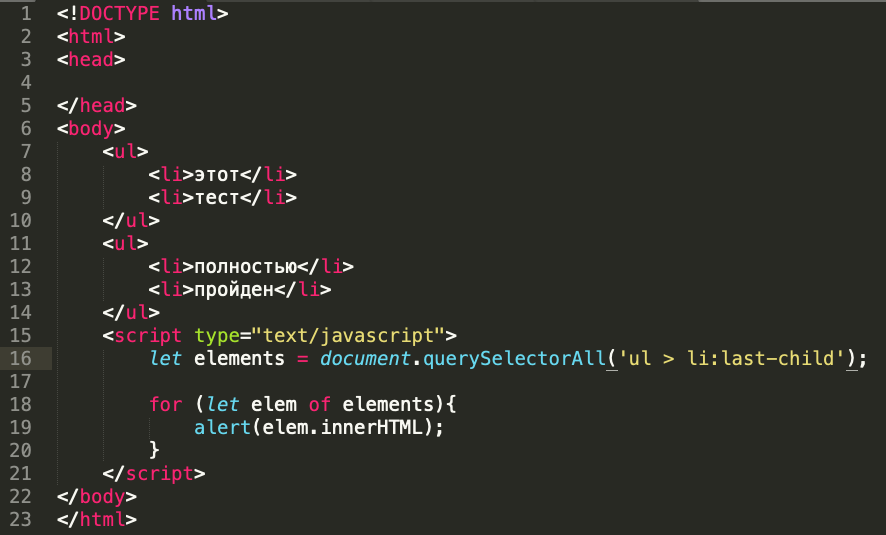 1 <!DOCTYPE html>
2 <html>
3 <head>
4
5 </head>
6 <body>
7     <ul>
8         <li>этот</li>
9         <li>тест</li>
10     </ul>
11     <ul>
12         <li>полностью</li>
13         <li>пройден</li>
14     </ul>
15     <script type="text/javascript">
16         let elements = document.querySelectorAll('ul > li:last-child');
17
18         for (let elem of elements){
19             alert(elem.innerHTML);
20         }
21     </script>
22 </body>
23 </html>